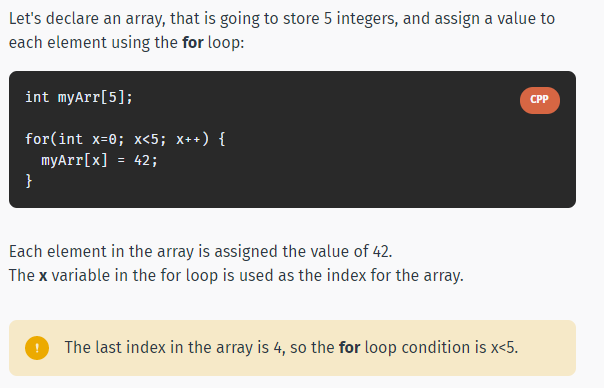 Let's declare an array, that is going to store 5 integers, and assign a value to
each element using the for loop:
int myArr[5];
CPP
for(int x=0; x<5; x++) {
  myArr[x] = 42;
}
Each element in the array is assigned the value of 42.
The x variable in the for loop is used as the index for the array.
! The last index in the array is 4, so the for loop condition is x<5.